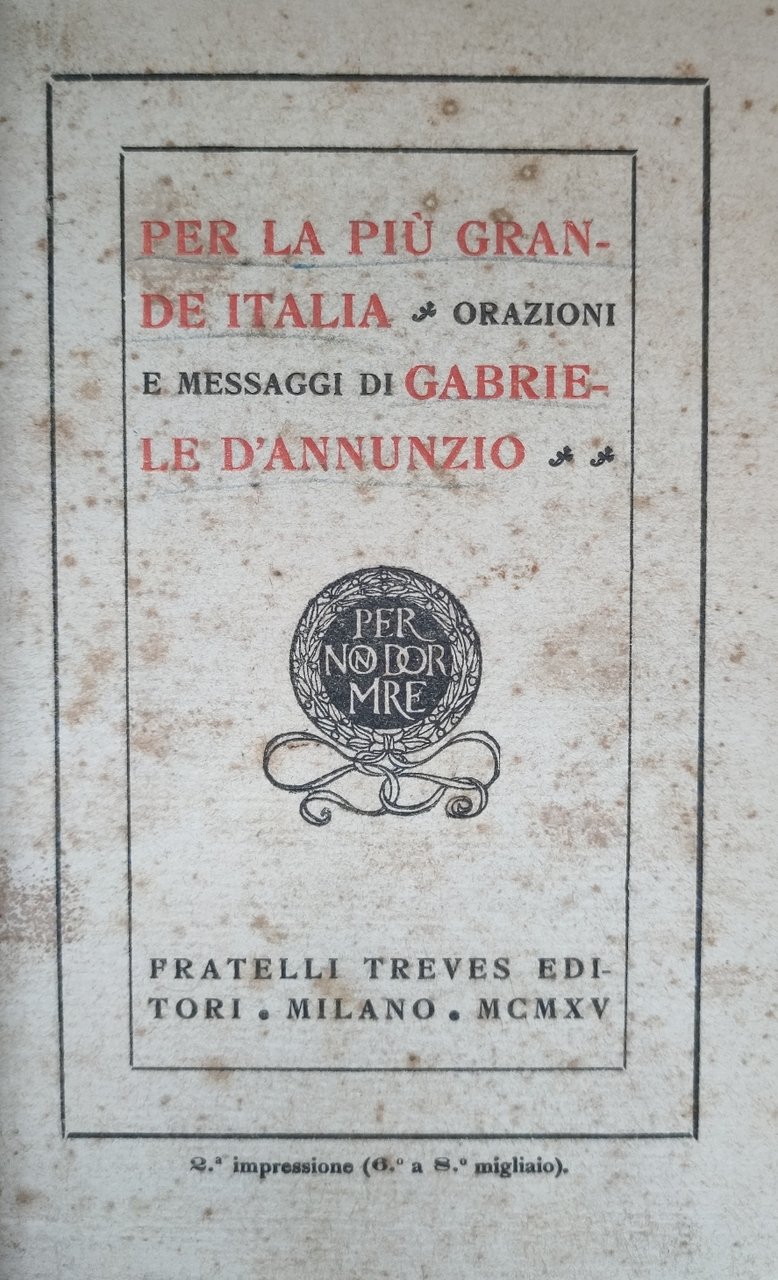 PER LA PIÙ GRAN-
DE ITALIA ORAZIONI
E MESSAGGI DI GABRIE-
LE D'ANNUNZIO
PER
NON DOR
MIRE
FRATELLI TREVES EDI-
TORI . MILANO . MCMXV
2.ª impressione (6.º a 8.º migliaio).